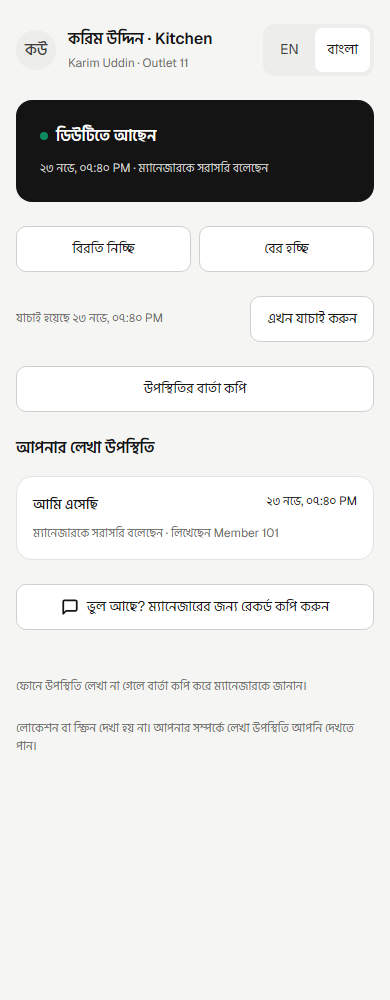 কউ
করিম উদ্দিন · Kitchen
Karim Uddin · Outlet 11
EN
বাংলা
ডিউটিতে আছেন
২৩ নভে, ০৭:৪০ PM · ম্যানেজারকে সরাসরি বলেছেন
বিরতি নিচ্ছি
বের হচ্ছি
যাচাই হয়েছে ২৩ নভে, ০৭:৪০ PM
এখন যাচাই করুন
উপস্থিতির বার্তা কপি
আপনার লেখা উপস্থিতি
আমি এসেছি
২৩ নভে, ০৭:৪০ PM
ম্যানেজারকে সরাসরি বলেছেন · লিখেছেন Member 101
ভুল আছে? ম্যানেজারের জন্য রেকর্ড কপি করুন
ফোনে উপস্থিতি লেখা না গেলে বার্তা কপি করে ম্যানেজারকে জানান।
লোকেশন বা স্ক্রিন দেখা হয় না। আপনার সম্পর্কে লেখা উপস্থিতি আপনি দেখতে
পান।